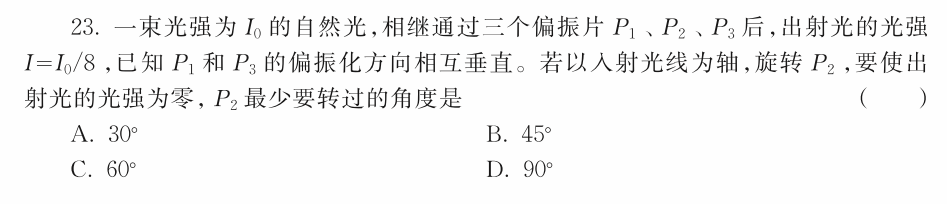 23. 一束光强为 I₀ 的自然光,相继通过三个偏振片 P₁、P₂、P₃ 后,出射光的光强
I=I₀/8,已知 P₁ 和 P₃ 的偏振化方向相互垂直。若以入射光线为轴,旋转 P₂,要使出
射光的光强为零, P₂ 最少要转过的角度是 ( )
A. 30° B. 45°
C. 60° D. 90°